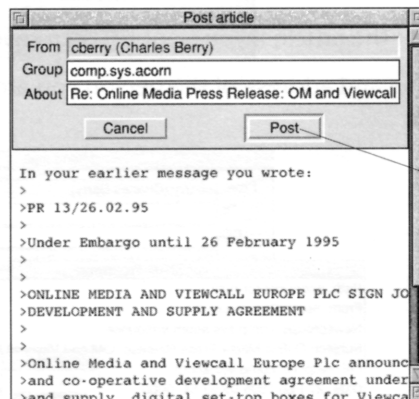 Post article
From cberry (Charles Berry)
Group comp.sys.acorn
About Re: Online Media Press Release: OM and Viewcall
Cancel Post
In your earlier message you wrote:
>
>PR 13/26.02.95
>
>Under Embargo until 26 February 1995
>
>
>ONLINE MEDIA AND VIEWCALL EUROPE PLC SIGN JO
>DEVELOPMENT AND SUPPLY AGREEMENT
>
>
>Online Media and Viewcall Europe Plc announc
>and co-operative development agreement under
>and supply digital set-top boxes for Viewca